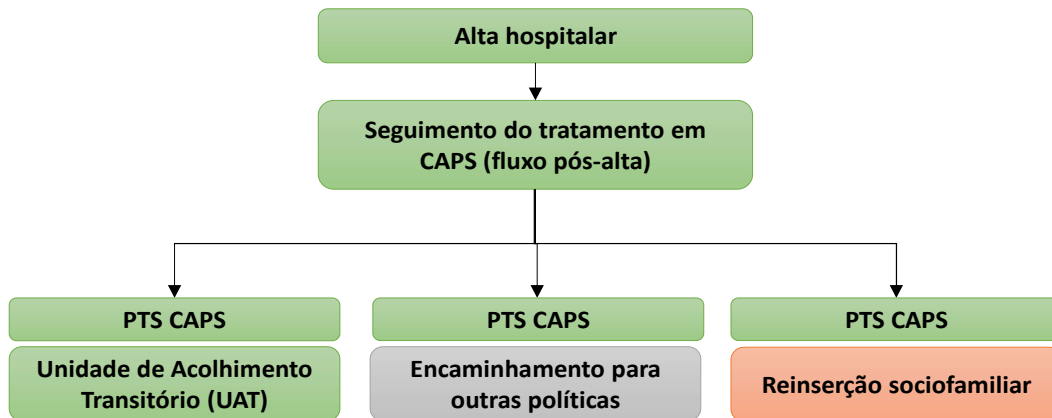 Alta hospitalar
Seguimento do tratamento em
CAPS (fluxo pós-alta)
PTS CAPS
Unidade de Acolhimento
Transitório (UAT)
PTS CAPS
Encaminhamento para
outras políticas
PTS CAPS
Reinserção sociofamiliar